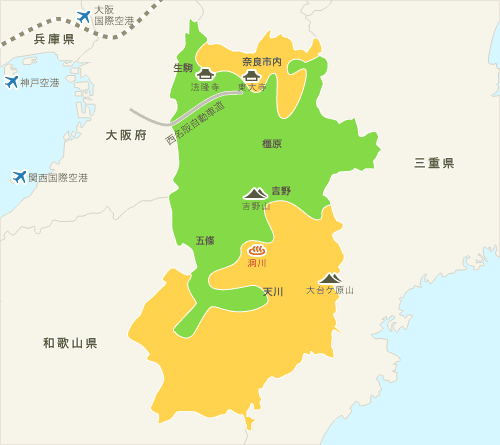 大阪
国際空港
兵庫県
奈良市内
生駒
神戸空港
法隆寺
東大寺
西名阪自動車道
大阪府
橿原
三重県
関西国際空港
吉野
吉野山
五條
洞川
天川
大台ケ原山
和歌山県